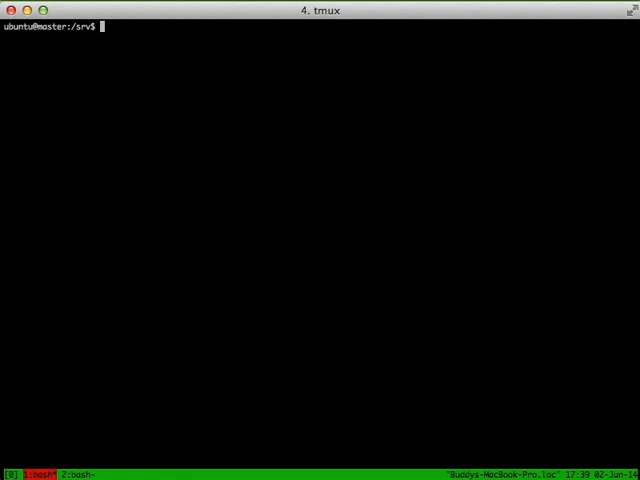 4. tmux
ubuntu@master:/srv$
[0] 1:bash* 2:bash- "Buddys-MacBook-Pro.loc" 17:39 02-Jun-14